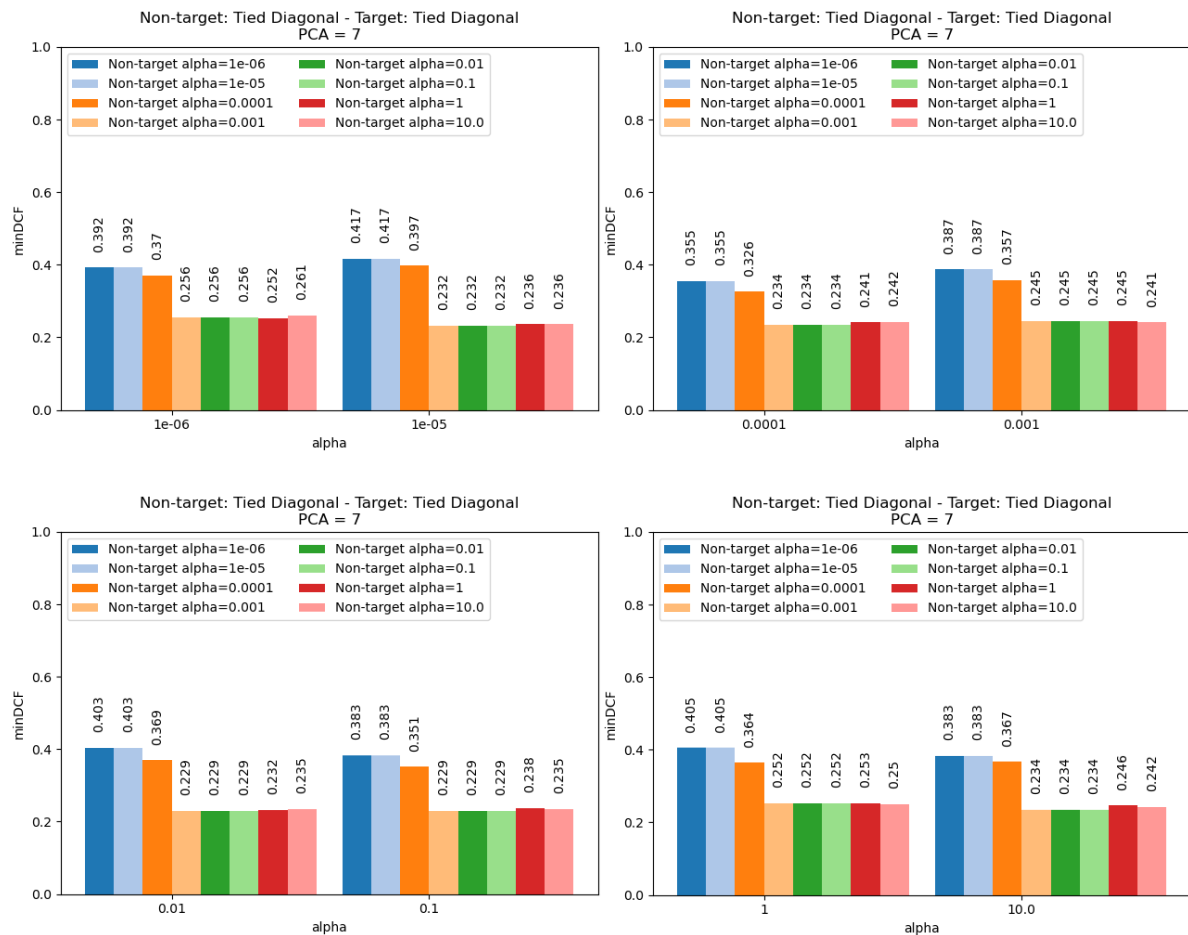 Non-target: Tied Diagonal - Target: Tied Diagonal
PCA = 7
1.0
0.8
0.6
0.4
0.2
0.0
minDCF
Non-target alpha=1e-06
Non-target alpha=1e-05
Non-target alpha=0.0001
Non-target alpha=0.001
Non-target alpha=0.01
Non-target alpha=0.1
Non-target alpha=1
Non-target alpha=10.0
0.392
0.392
0.37
0.256
0.256
0.256
0.252
0.261
0.417
0.417
0.397
0.232
0.232
0.232
0.236
0.236
1e-06
1e-05
alpha
Non-target: Tied Diagonal - Target: Tied Diagonal
PCA = 7
1.0
0.8
0.6
0.4
0.2
0.0
minDCF
Non-target alpha=1e-06
Non-target alpha=1e-05
Non-target alpha=0.0001
Non-target alpha=0.001
Non-target alpha=0.01
Non-target alpha=0.1
Non-target alpha=1
Non-target alpha=10.0
0.355
0.355
0.326
0.234
0.234
0.234
0.241
0.242
0.387
0.387
0.357
0.245
0.245
0.245
0.245
0.241
0.0001
0.001
alpha
Non-target: Tied Diagonal - Target: Tied Diagonal
PCA = 7
1.0
0.8
0.6
0.4
0.2
0.0
minDCF
Non-target alpha=1e-06
Non-target alpha=1e-05
Non-target alpha=0.0001
Non-target alpha=0.001
Non-target alpha=0.01
Non-target alpha=0.1
Non-target alpha=1
Non-target alpha=10.0
0.403
0.403
0.369
0.229
0.229
0.229
0.232
0.235
0.383
0.383
0.351
0.229
0.229
0.229
0.238
0.235
0.01
0.1
alpha
Non-target: Tied Diagonal - Target: Tied Diagonal
PCA = 7
1.0
0.8
0.6
0.4
0.2
0.0
minDCF
Non-target alpha=1e-06
Non-target alpha=1e-05
Non-target alpha=0.0001
Non-target alpha=0.001
Non-target alpha=0.01
Non-target alpha=0.1
Non-target alpha=1
Non-target alpha=10.0
0.405
0.405
0.364
0.252
0.252
0.252
0.253
0.25
0.383
0.383
0.367
0.234
0.234
0.234
0.246
0.242
1
10.0
alpha